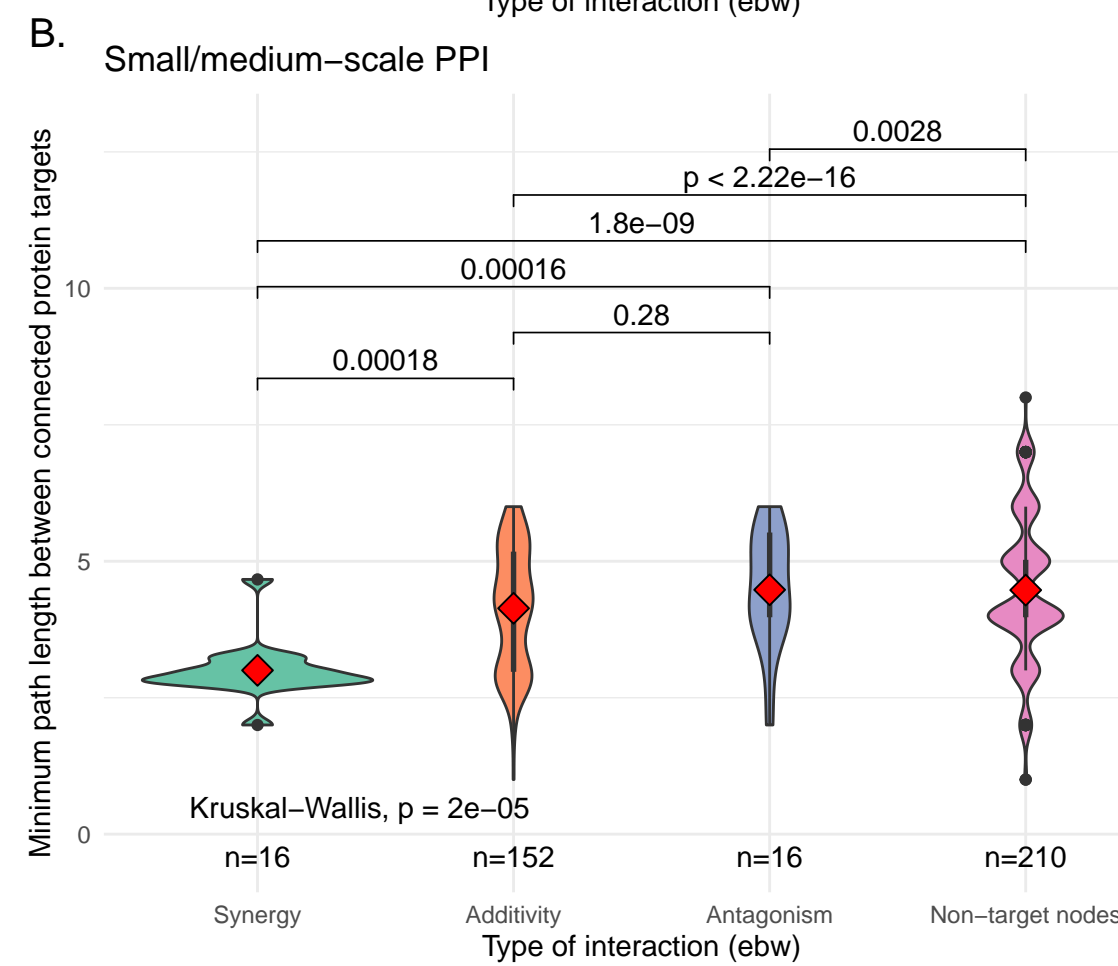 Type of interaction (ebw)
B.
Small/medium−scale PPI
Minimum path length between connected protein targets
0.0028
p < 2.22e−16
1.8e−09
0.00016
0.28
0.00018
10
5
0
Kruskal−Wallis, p = 2e−05
n=16 n=152 n=16 n=210
Synergy Additivity Antagonism Non−target nodes
Type of interaction (ebw)